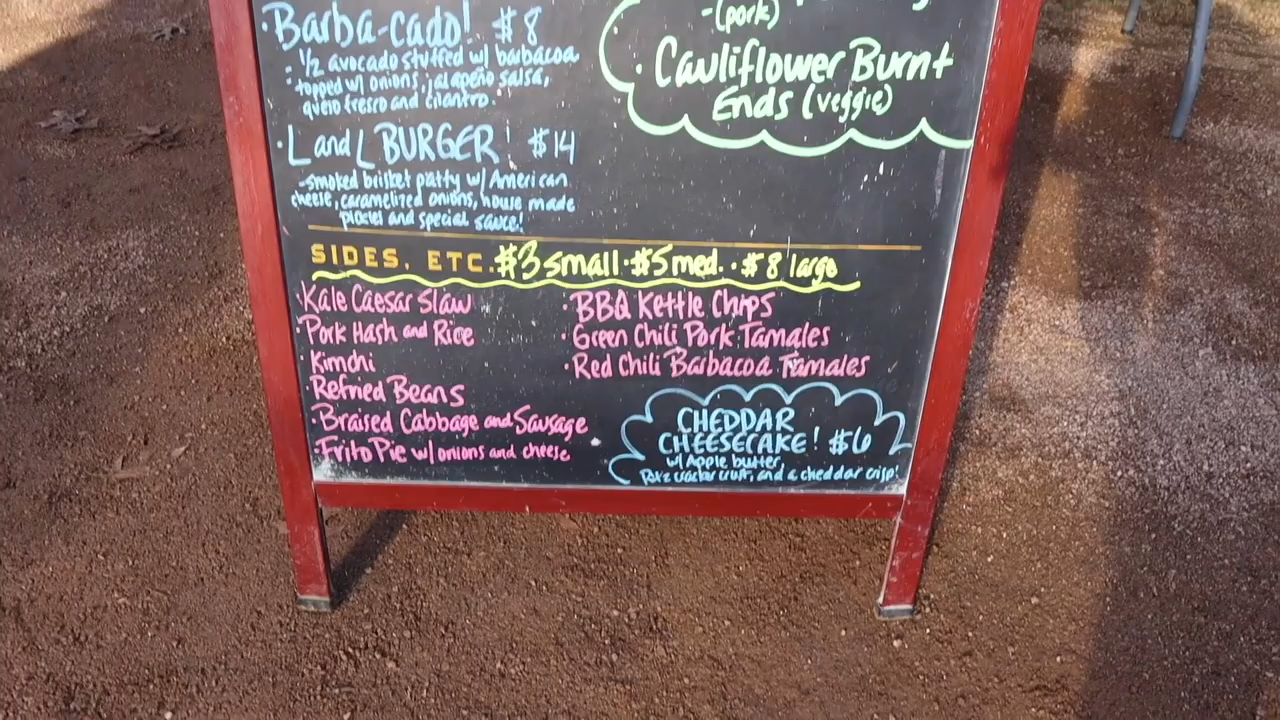 ·Barba-cado! $8
·½ avocado stuffed w/ barbacoa
topped w/ onions, jalapeño salsa,
queso fresco and cilantro.
·L and L BURGER! $14
-smoked brisket patty w/ American
cheese, caramelized onions, house made
pickles and special sauce!
-(pork)
·Cauliflower Burnt
Ends (veggie)
SIDES, ETC. $3 small · $5 med. · $8 large
·Kale Caesar Slaw
·Pork Hash and Rice
·Kimchi
·Refried Beans
·Braised Cabbage and Sausage
·Frito Pie w/ onions and cheese
·BBQ Kettle Chips
·Green Chili Pork Tamales
·Red Chili Barbacoa Tamales
CHEDDAR
CHEESECAKE! $6
w/ Apple butter,
cracker crust, and a cheddar crisp!